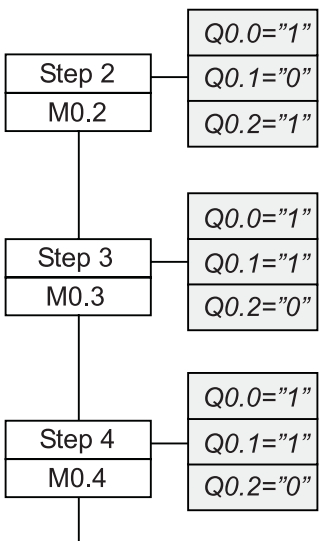 Q0.0="1"
Step 2
Q0.1="0"
M0.2
Q0.2="1"
Q0.0="1"
Step 3
Q0.1="1"
M0.3
Q0.2="0"
Q0.0="1"
Step 4
Q0.1="1"
M0.4
Q0.2="0"